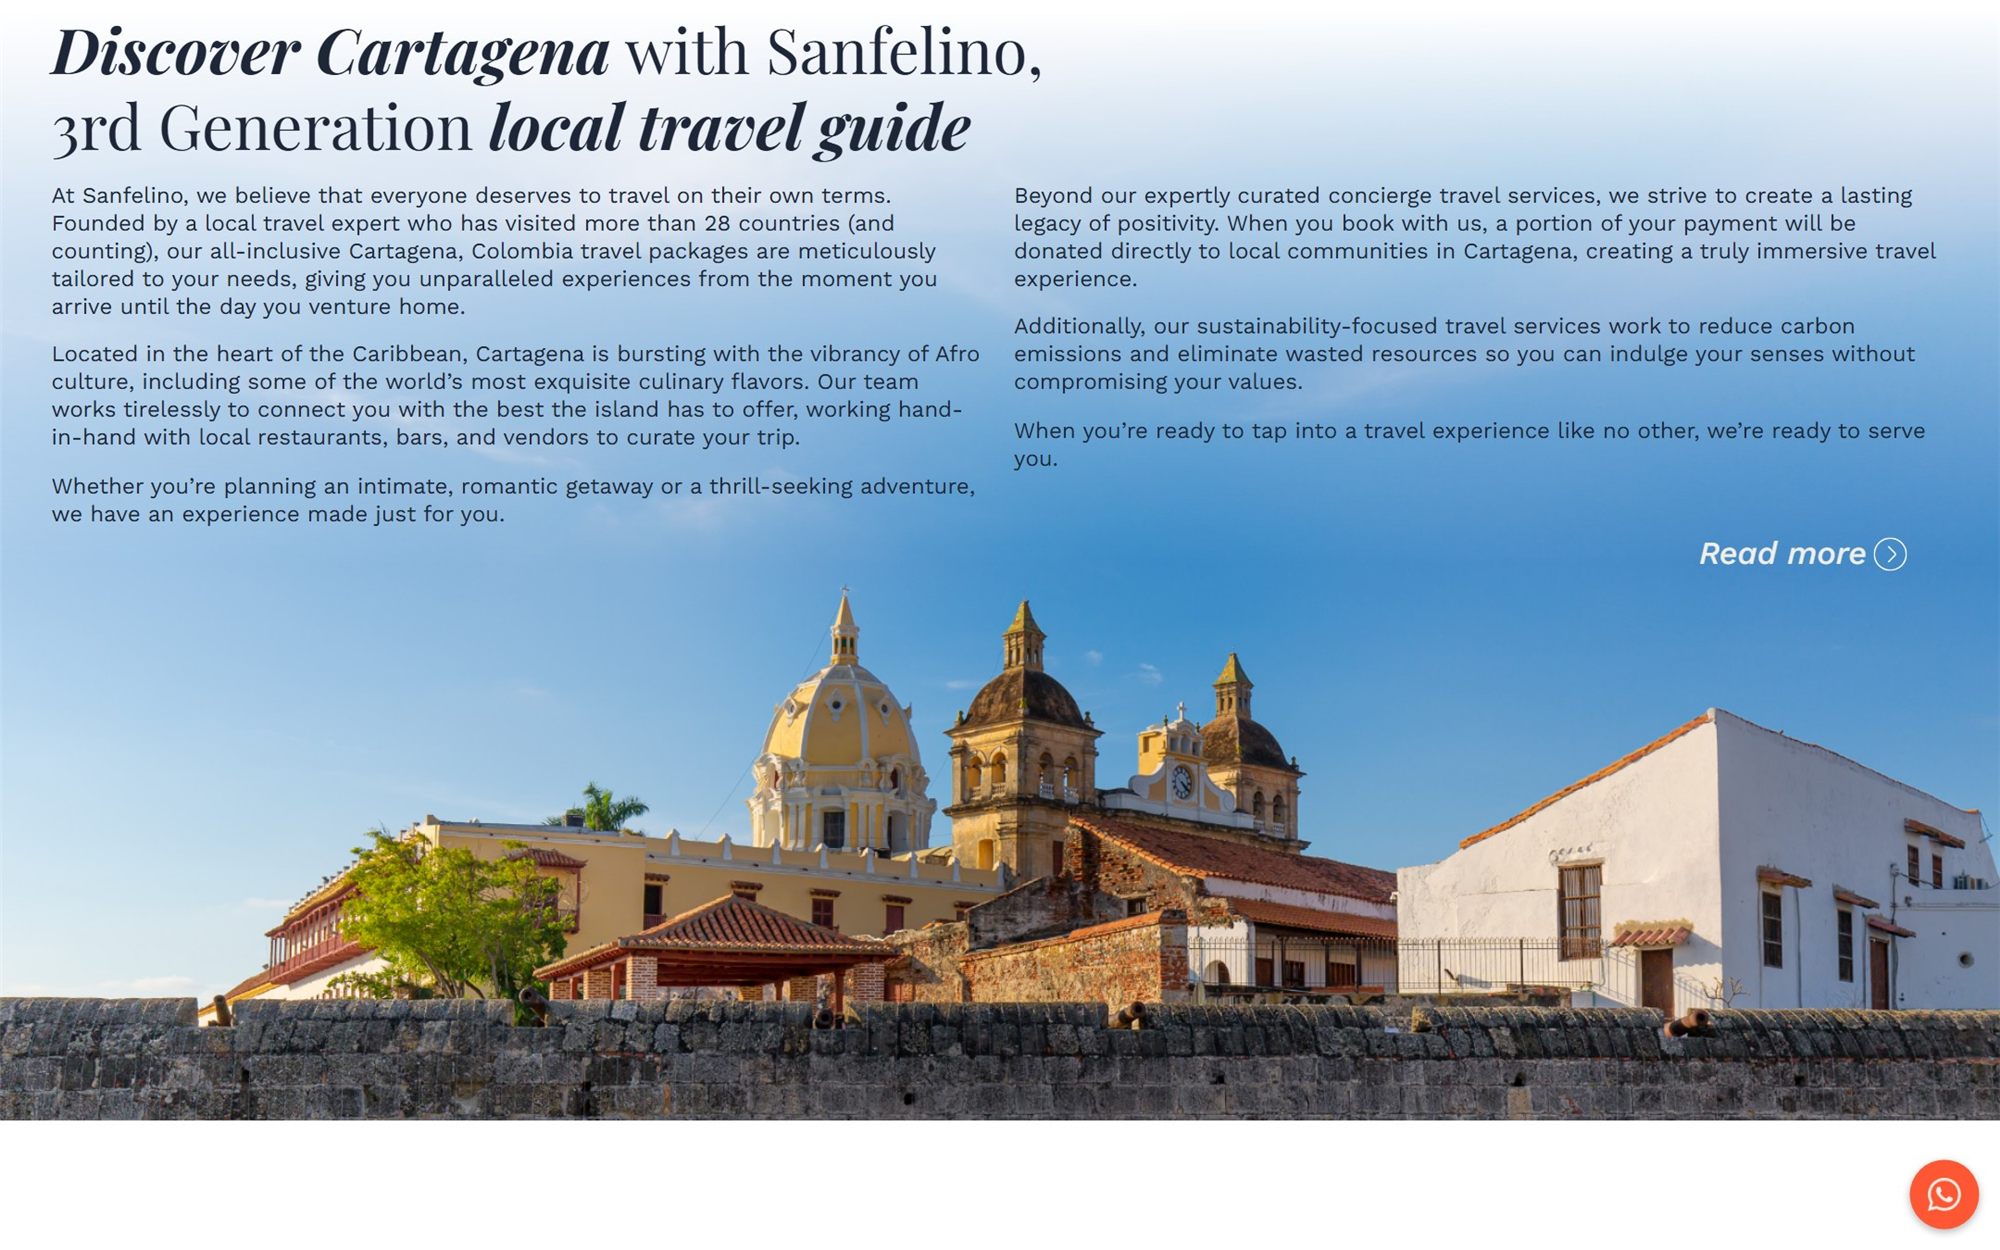 Discover Cartagena with Sanfelino,
3rd Generation local travel guide
At Sanfelino, we believe that everyone deserves to travel on their own terms.
Founded by a local travel expert who has visited more than 28 countries (and
counting), our all-inclusive Cartagena, Colombia travel packages are meticulously
tailored to your needs, giving you unparalleled experiences from the moment you
arrive until the day you venture home.
Located in the heart of the Caribbean, Cartagena is bursting with the vibrancy of Afro
culture, including some of the world’s most exquisite culinary flavors. Our team
works tirelessly to connect you with the best the island has to offer, working hand-
in-hand with local restaurants, bars, and vendors to curate your trip.
Whether you’re planning an intimate, romantic getaway or a thrill-seeking adventure,
we have an experience made just for you.
Beyond our expertly curated concierge travel services, we strive to create a lasting
legacy of positivity. When you book with us, a portion of your payment will be
donated directly to local communities in Cartagena, creating a truly immersive travel
experience.
Additionally, our sustainability-focused travel services work to reduce carbon
emissions and eliminate wasted resources so you can indulge your senses without
compromising your values.
When you’re ready to tap into a travel experience like no other, we’re ready to serve
you.
Read more